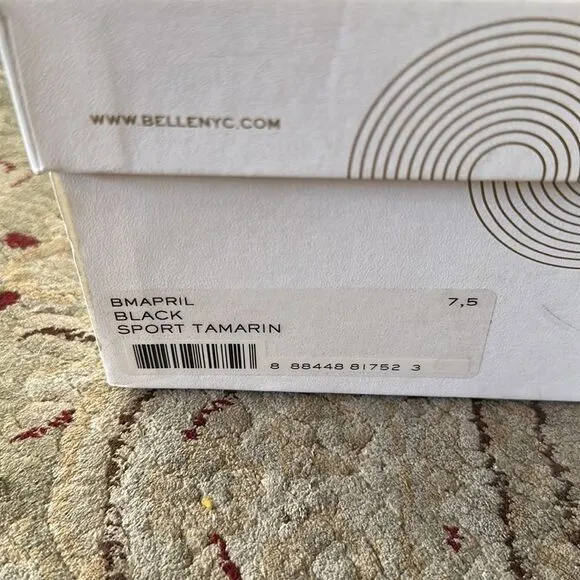 WWW.BELLENYC.COM
BMAPRIL 7,5
BLACK
SPORT TAMARIN
8 88448 81752 3